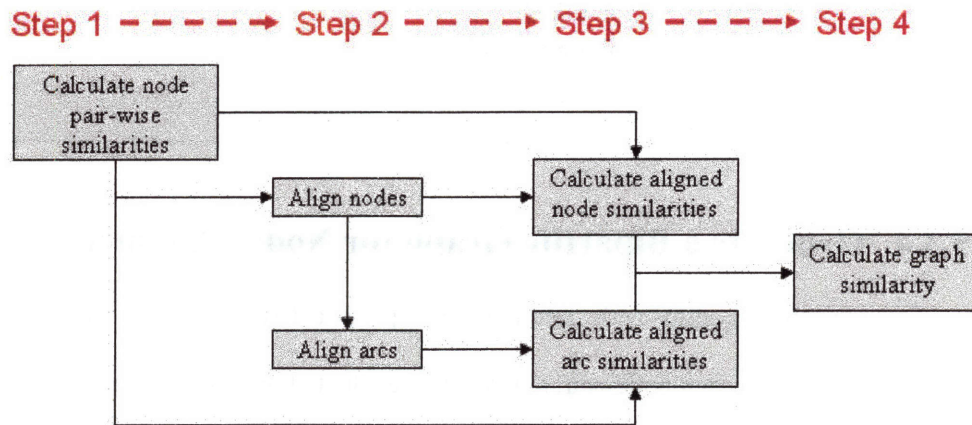 Step 1 Step 2 Step 3 Step 4
Calculate node
pair-wise
similarities
Align nodes
Calculate aligned
node similarities
Calculate graph
similarity
Align arcs
Calculate aligned
arc similarities